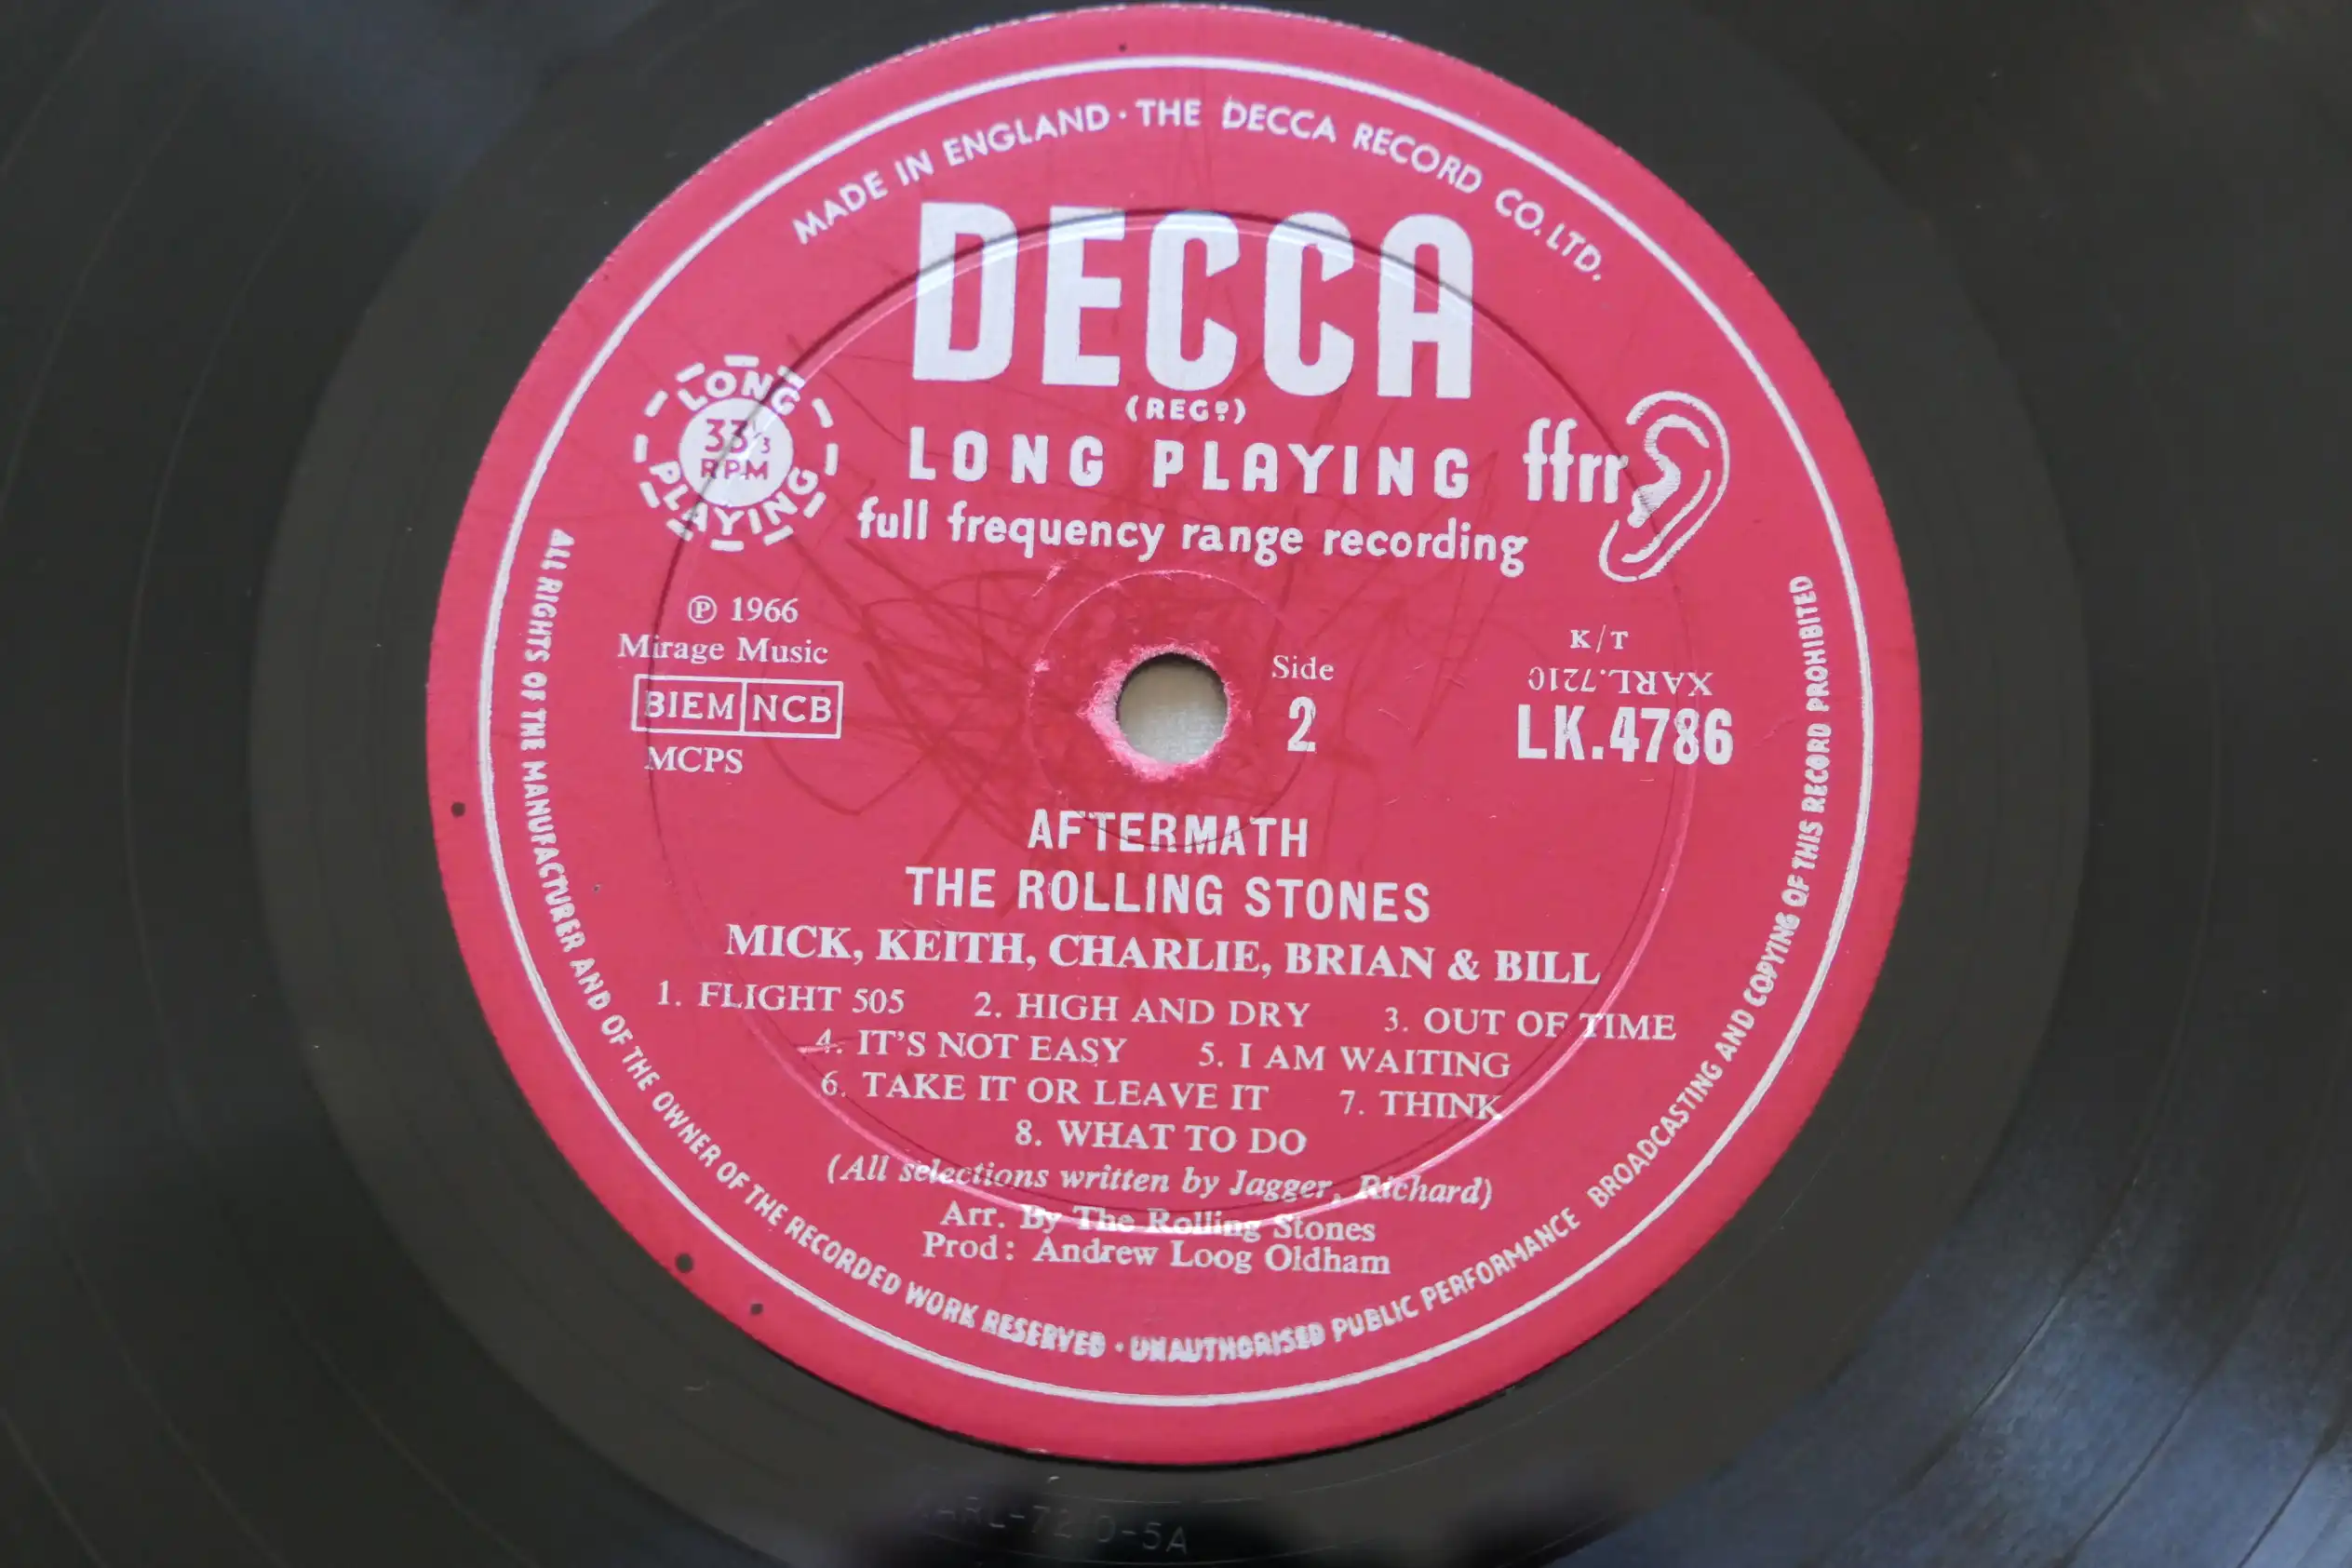 MADE IN ENGLAND · THE DECCA RECORD CO. LTD.
DECCA
(REGD)
LONG PLAYING
33⅓
RPM
LONG PLAYING
ffrr
full frequency range recording
℗ 1966
Mirage Music
BIEM NCB
MCPS
Side
2
K/T
XARL.7210
LK.4786
AFTERMATH
THE ROLLING STONES
MICK, KEITH, CHARLIE, BRIAN & BILL
1. FLIGHT 505 2. HIGH AND DRY 3. OUT OF TIME
4. IT'S NOT EASY 5. I AM WAITING
6. TAKE IT OR LEAVE IT 7. THINK
8. WHAT TO DO
(All selections written by Jagger, Richard)
Arr. By The Rolling Stones
Prod: Andrew Loog Oldham
ALL RIGHTS OF THE MANUFACTURER AND OF THE OWNER OF THE RECORDED WORK RESERVED · UNAUTHORISED PUBLIC PERFORMANCE BROADCASTING AND COPYING OF THIS RECORD PROHIBITED
ARL-7210-5A